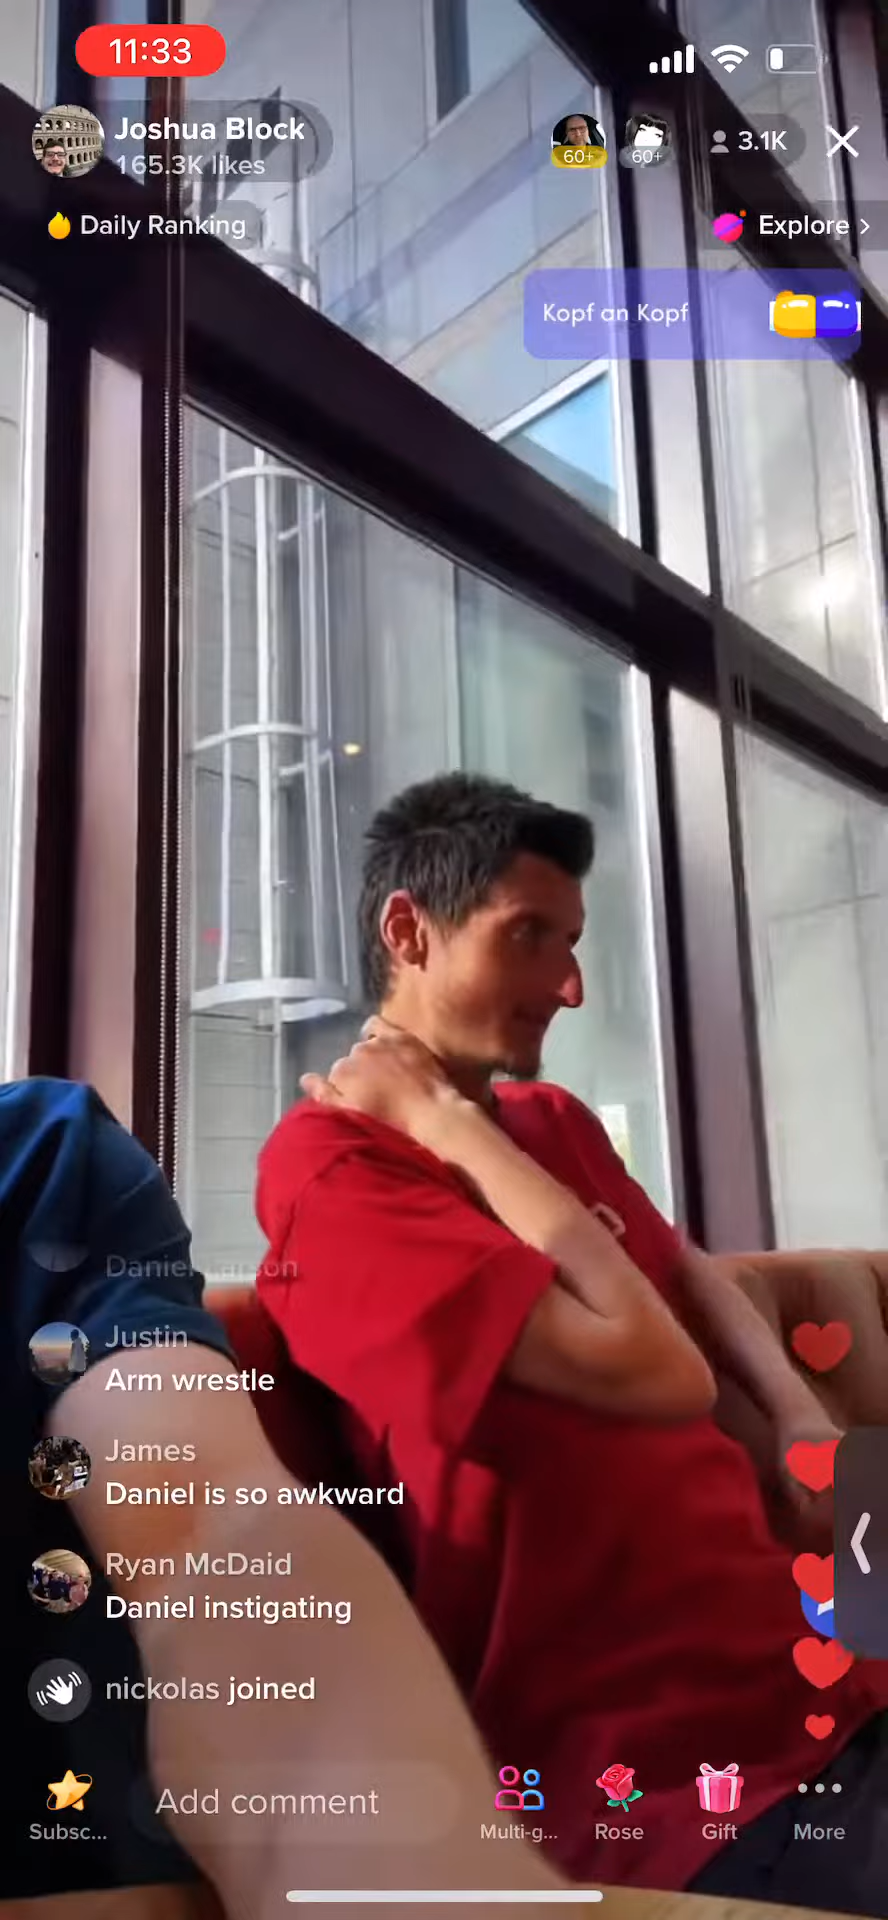 11:33
Joshua Block
165.3K likes
60+
60+
3.1K
Daily Ranking
Explore >
Kopf an Kopf
Daniel Larson
Justin
Arm wrestle
James
Daniel is so awkward
Ryan McDaid
Daniel instigating
nickolas joined
Add comment
Subsc...
Multi-g...
Rose
Gift
More